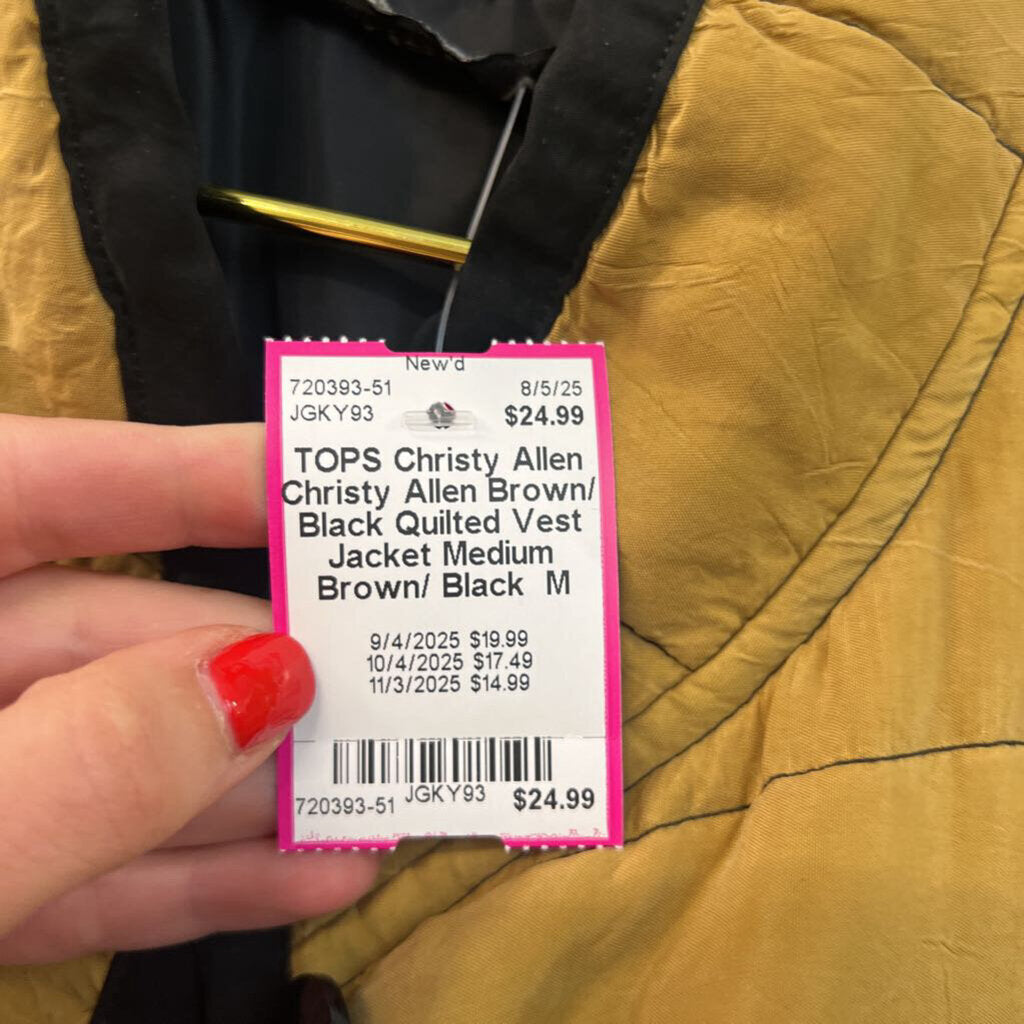 New'd
720393-51 8/5/25
JGKY93 $24.99
TOPS Christy Allen
Christy Allen Brown/
Black Quilted Vest
Jacket Medium
Brown/ Black M
9/4/2025 $19.99
10/4/2025 $17.49
11/3/2025 $14.99
720393-51 JGKY93 $24.99